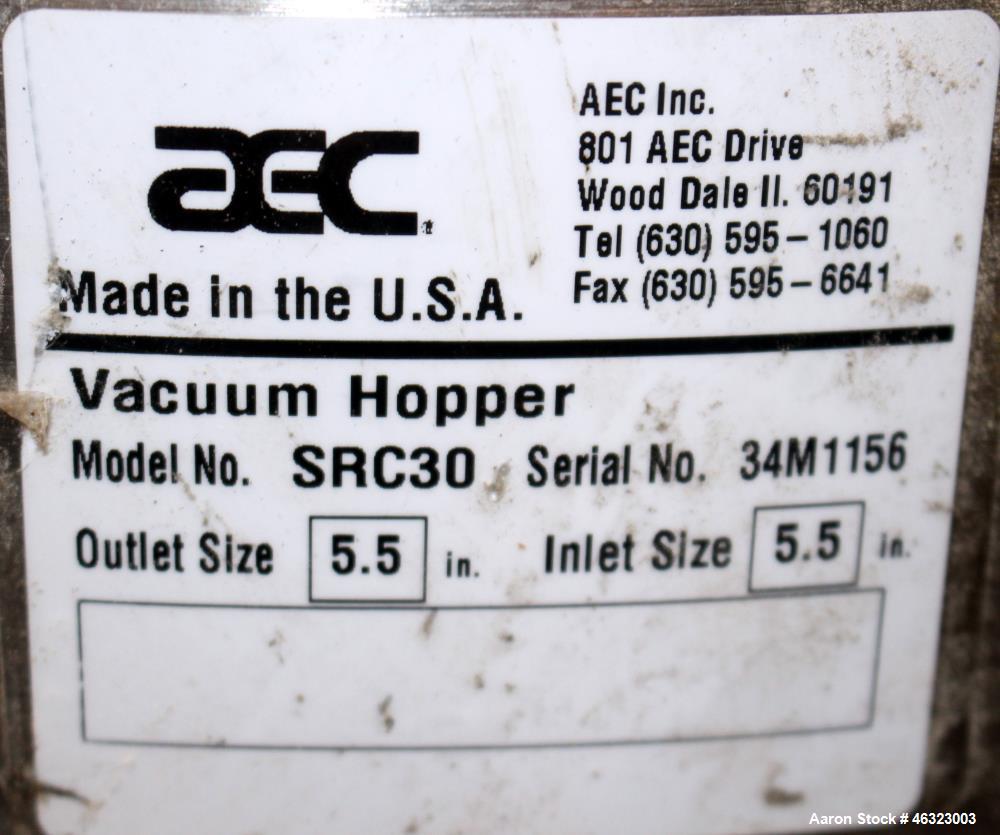 AEC
Made in the U.S.A.
AEC Inc.
801 AEC Drive
Wood Dale Il. 60191
Tel (630) 595-1060
Fax (630) 595-6641
Vacuum Hopper
Model No. SRC30 Serial No. 34M1156
Outlet Size 5.5 in. Inlet Size 5.5 in.
Aaron Stock # 46323003